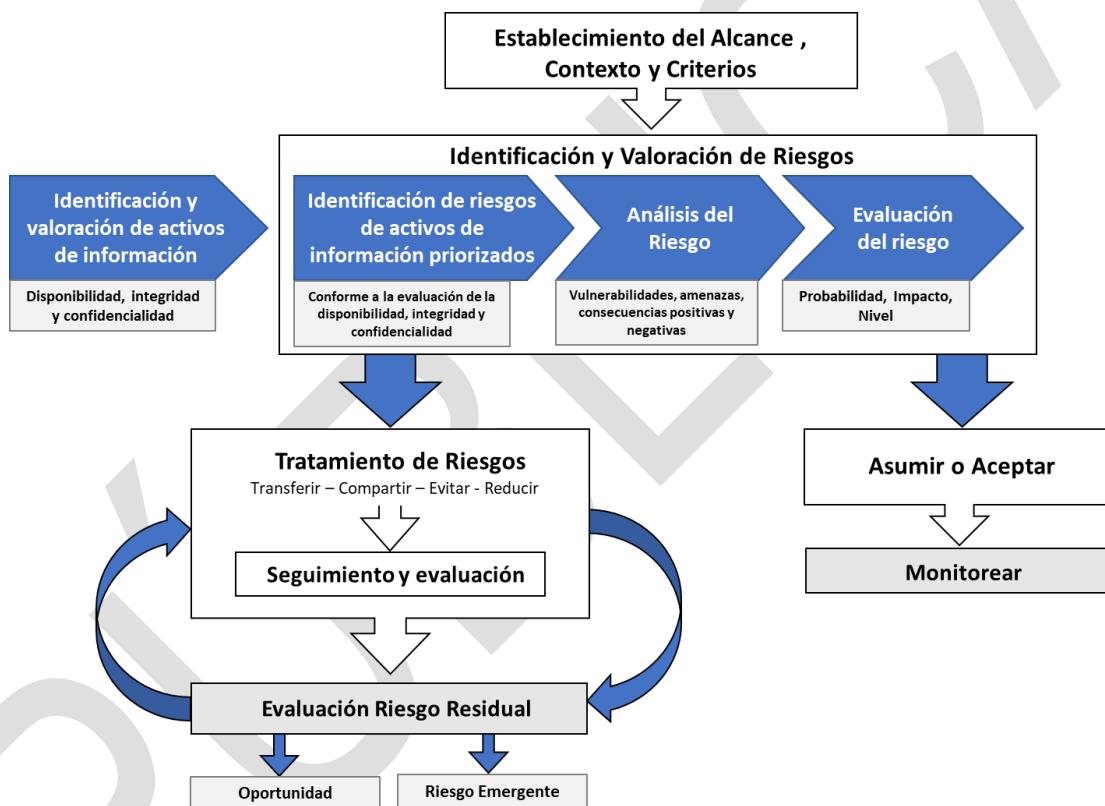 Establecimiento del Alcance ,
Contexto y Criterios
Identificación y Valoración de Riesgos
Identificación y
valoración de activos
de información
Disponibilidad, integridad
y confidencialidad
Identificación de riesgos
de activos de
información priorizados
Conforme a la evaluación de la
disponibilidad, integridad y
confidencialidad
Análisis del
Riesgo
Vulnerabilidades, amenazas,
consecuencias positivas y
negativas
Evaluación
del riesgo
Probabilidad, Impacto,
Nivel
Tratamiento de Riesgos
Transferir – Compartir – Evitar - Reducir
Seguimiento y evaluación
Asumir o Aceptar
Monitorear
Evaluación Riesgo Residual
Oportunidad
Riesgo Emergente